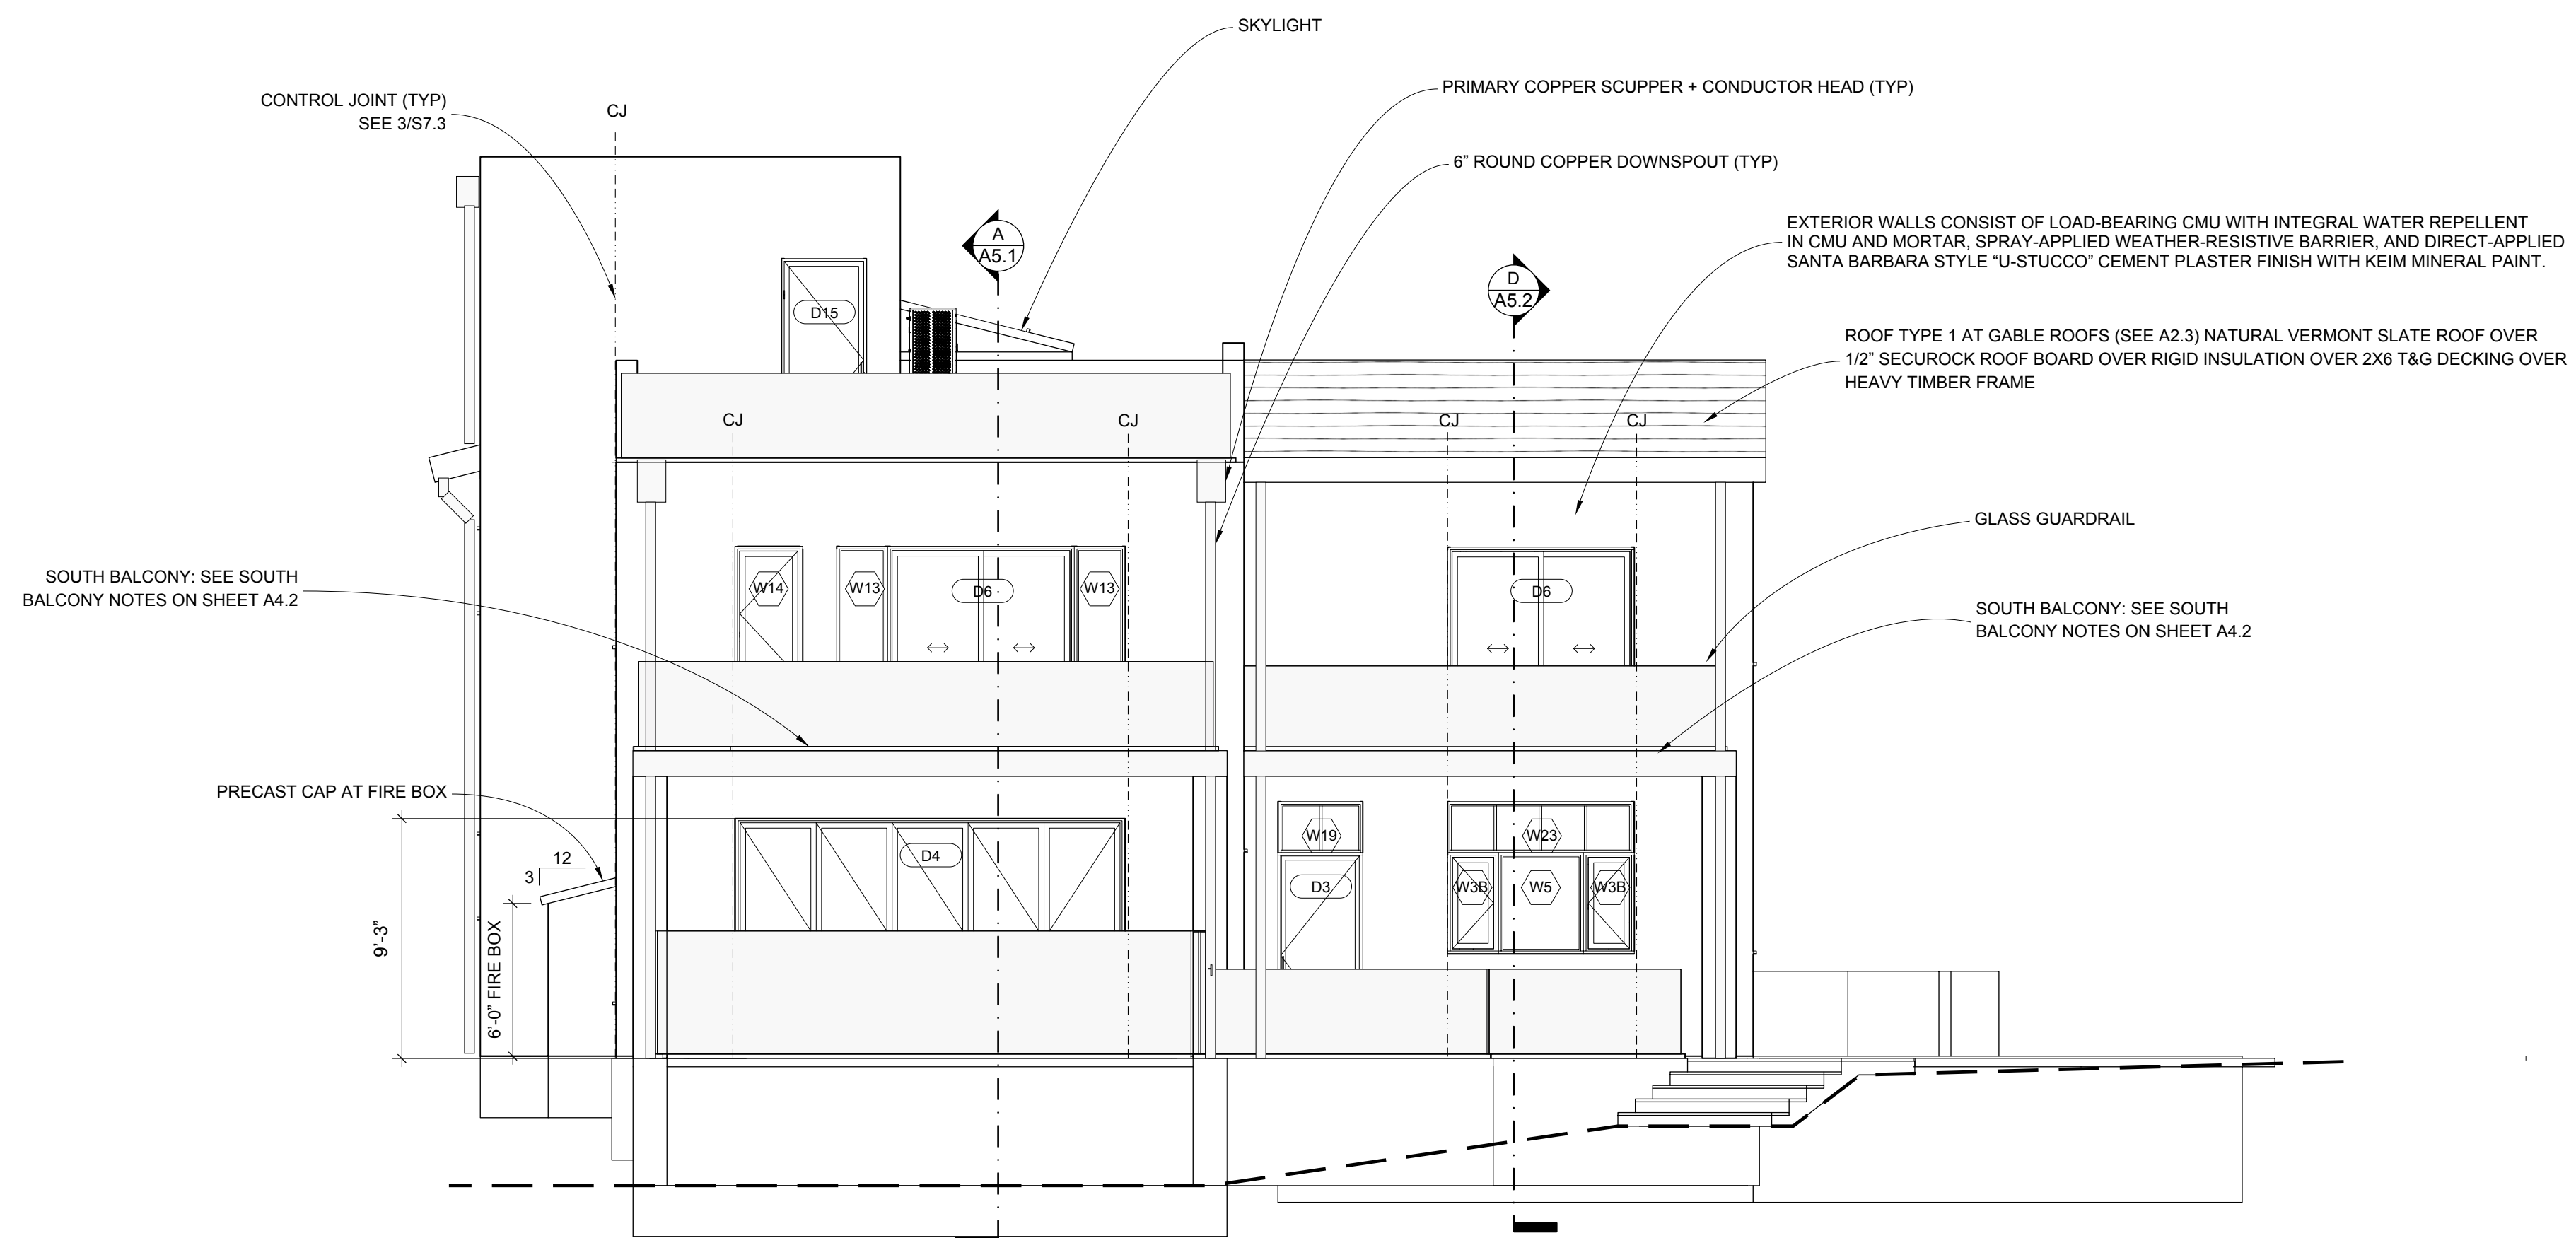 SKYLIGHT
PRIMARY COPPER SCUPPER + CONDUCTOR HEAD (TYP)
CONTROL JOINT (TYP)
SEE 3/S7.3
CJ
6” ROUND COPPER DOWNSPOUT (TYP)
EXTERIOR WALLS CONSIST OF LOAD-BEARING CMU WITH INTEGRAL WATER REPELLENT
IN CMU AND MORTAR, SPRAY-APPLIED WEATHER-RESISTIVE BARRIER, AND DIRECT-APPLIED
SANTA BARBARA STYLE “U-STUCCO” CEMENT PLASTER FINISH WITH KEIM MINERAL PAINT.
A
A5.1
D
A5.2
D15
ROOF TYPE 1 AT GABLE ROOFS (SEE A2.3) NATURAL VERMONT SLATE ROOF OVER
1/2” SECUROCK ROOF BOARD OVER RIGID INSULATION OVER 2X6 T&G DECKING OVER
HEAVY TIMBER FRAME
CJ
CJ
CJ
CJ
GLASS GUARDRAIL
SOUTH BALCONY: SEE SOUTH
BALCONY NOTES ON SHEET A4.2
W14
W13
D6
W13
D6
SOUTH BALCONY: SEE SOUTH
BALCONY NOTES ON SHEET A4.2
PRECAST CAP AT FIRE BOX
12
3
D4
W19
W23
D3
W3B
W5
W3B
9’-3”
6’-0” FIRE BOX